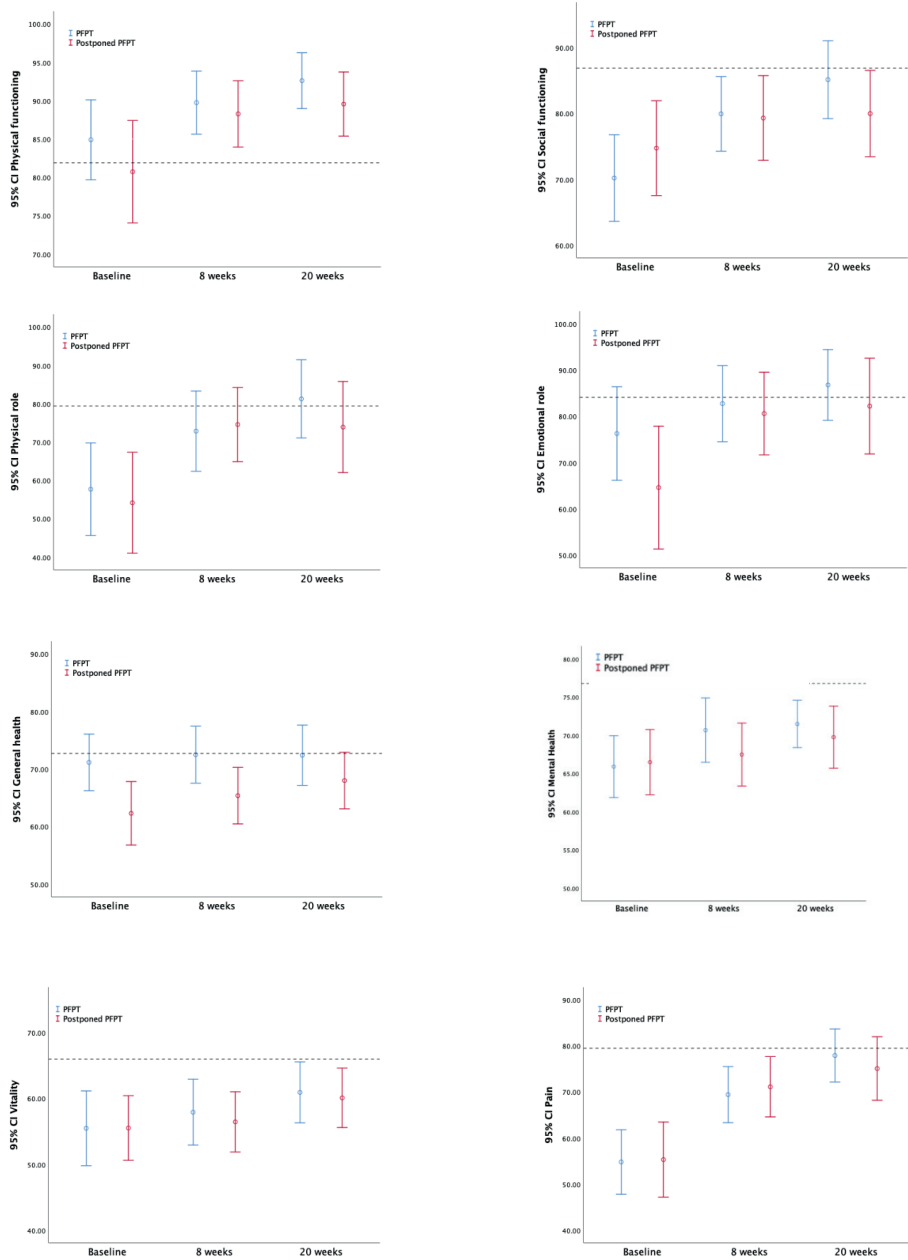 PFPT
Postponed PFPT
95% CI Physical functioning
100.00
95.00
90.00
85.00
80.00
75.00
70.00
Baseline 8 weeks 20 weeks
PFPT
Postponed PFPT
95% CI Social functioning
90.00
80.00
70.00
60.00
Baseline 8 weeks 20 weeks
PFPT
Postponed PFPT
95% CI Physical role
100.00
90.00
80.00
70.00
60.00
50.00
40.00
Baseline 8 weeks 20 weeks
PFPT
Postponed PFPT
95% CI Emotional role
100.00
90.00
80.00
70.00
60.00
50.00
Baseline 8 weeks 20 weeks
PFPT
Postponed PFPT
95% CI General health
90.00
80.00
70.00
60.00
50.00
Baseline 8 weeks 20 weeks
PFPT
Postponed PFPT
95% CI Mental Health
80.00
75.00
70.00
65.00
60.00
55.00
50.00
Baseline 8 weeks 20 weeks
PFPT
Postponed PFPT
95% CI Vitality
70.00
60.00
50.00
40.00
Baseline 8 weeks 20 weeks
PFPT
Postponed PFPT
95% CI Pain
90.00
80.00
70.00
60.00
50.00
40.00
Baseline 8 weeks 20 weeks